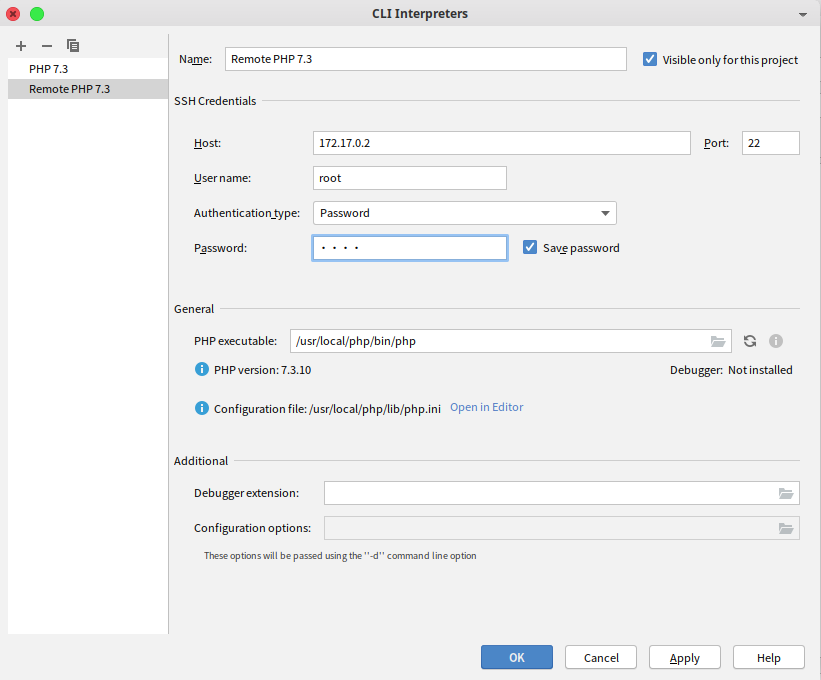 CLI Interpreters
PHP 7.3
Remote PHP 7.3
Name: Remote PHP 7.3 Visible only for this project
SSH Credentials
Host: 172.17.0.2 Port: 22
User name: root
Authentication type: Password
Password: • • • • Save password
General
PHP executable: /usr/local/php/bin/php
PHP version: 7.3.10 Debugger: Not installed
Configuration file: /usr/local/php/lib/php.ini Open in Editor
Additional
Debugger extension:
Configuration options:
These options will be passed using the ''-d'' command line option
OK Cancel Apply Help